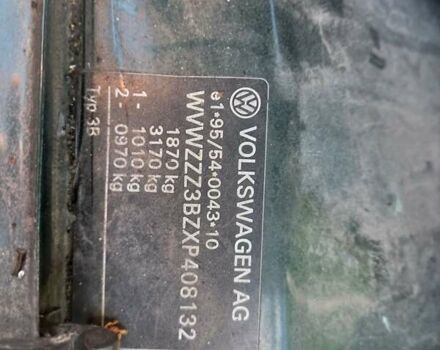 VOLKSWAGEN AG
e1*95/54*0043*10
WVWZZZ3BZXP408132
1870 kg
3170 kg
1- 1010 kg
2- 0970 kg
Typ 3B